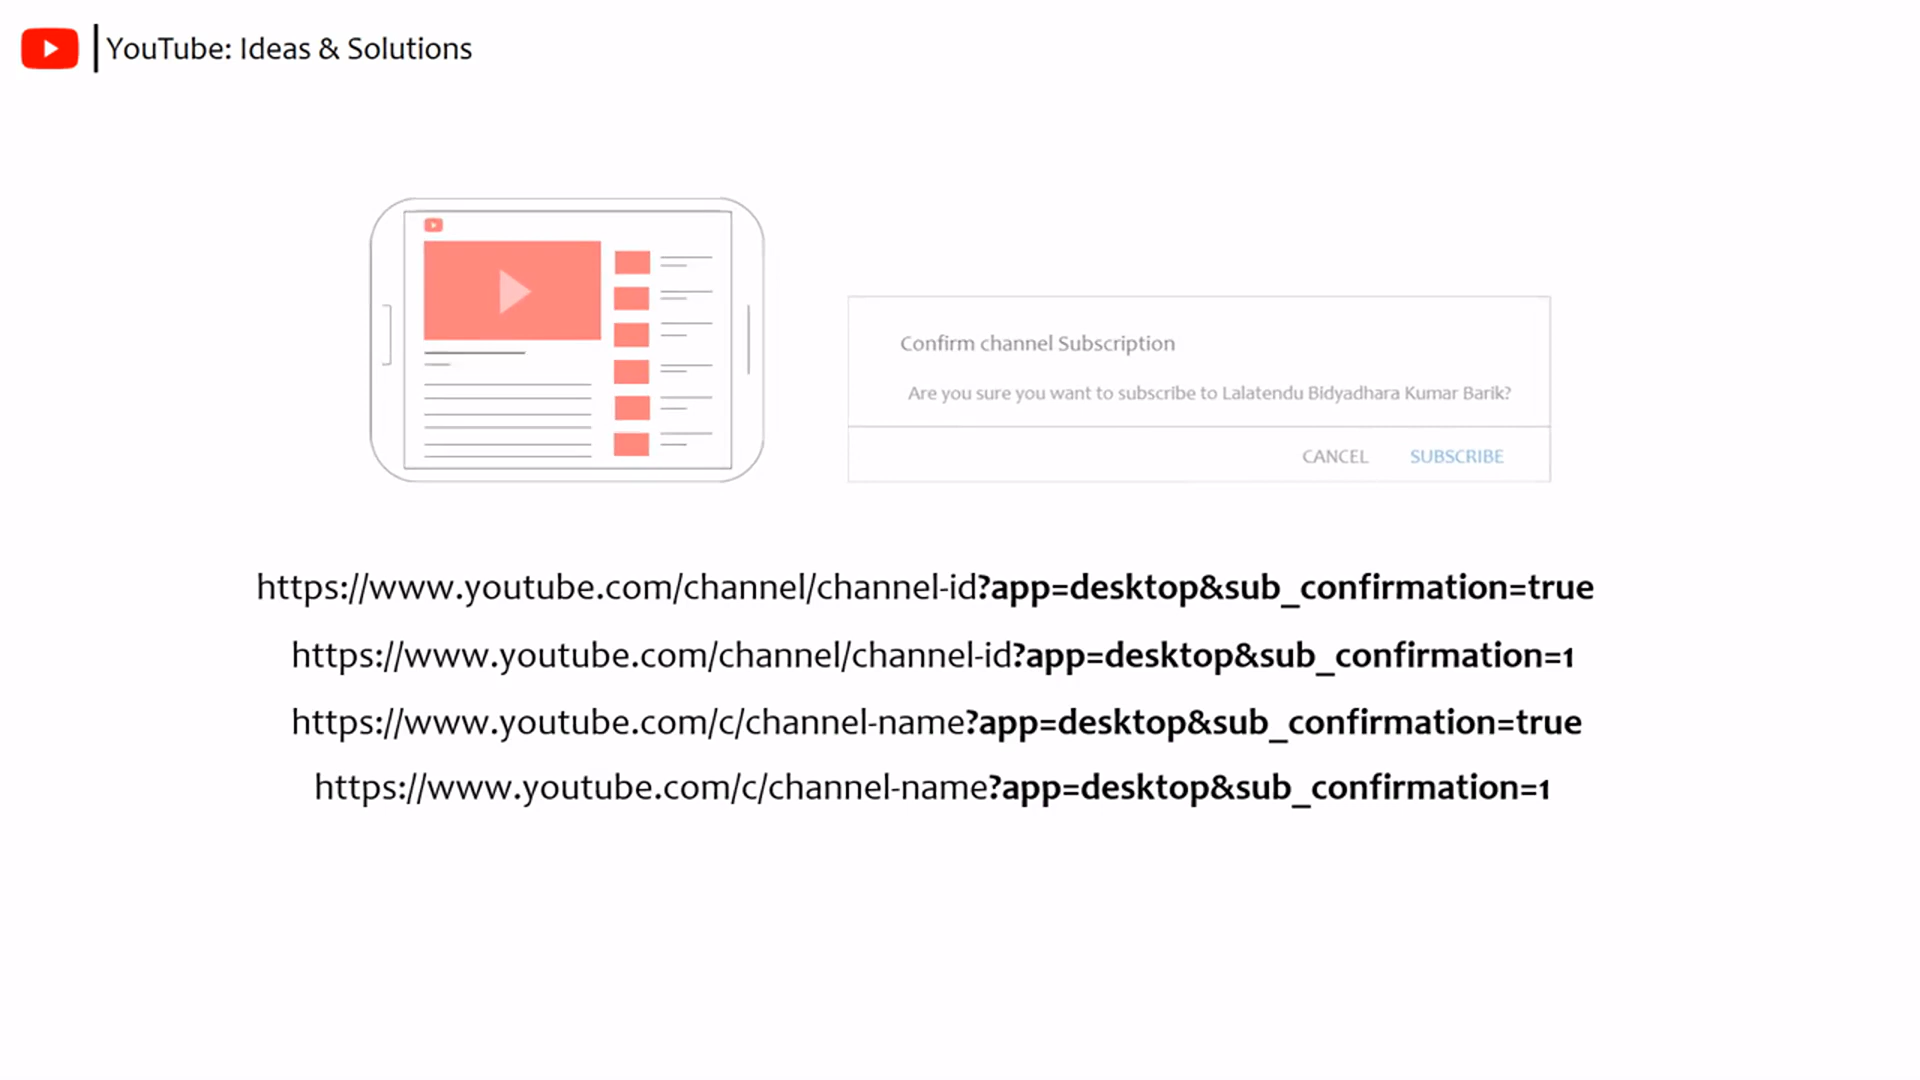 YouTube: Ideas & Solutions
Confirm channel Subscription
Are you sure you want to subscribe to Lalatendu Bidyadhara Kumar Barik?
CANCEL SUBSCRIBE
https://www.youtube.com/channel/channel-id?app=desktop&sub_confirmation=true
https://www.youtube.com/channel/channel-id?app=desktop&sub_confirmation=1
https://www.youtube.com/c/channel-name?app=desktop&sub_confirmation=true
https://www.youtube.com/c/channel-name?app=desktop&sub_confirmation=1